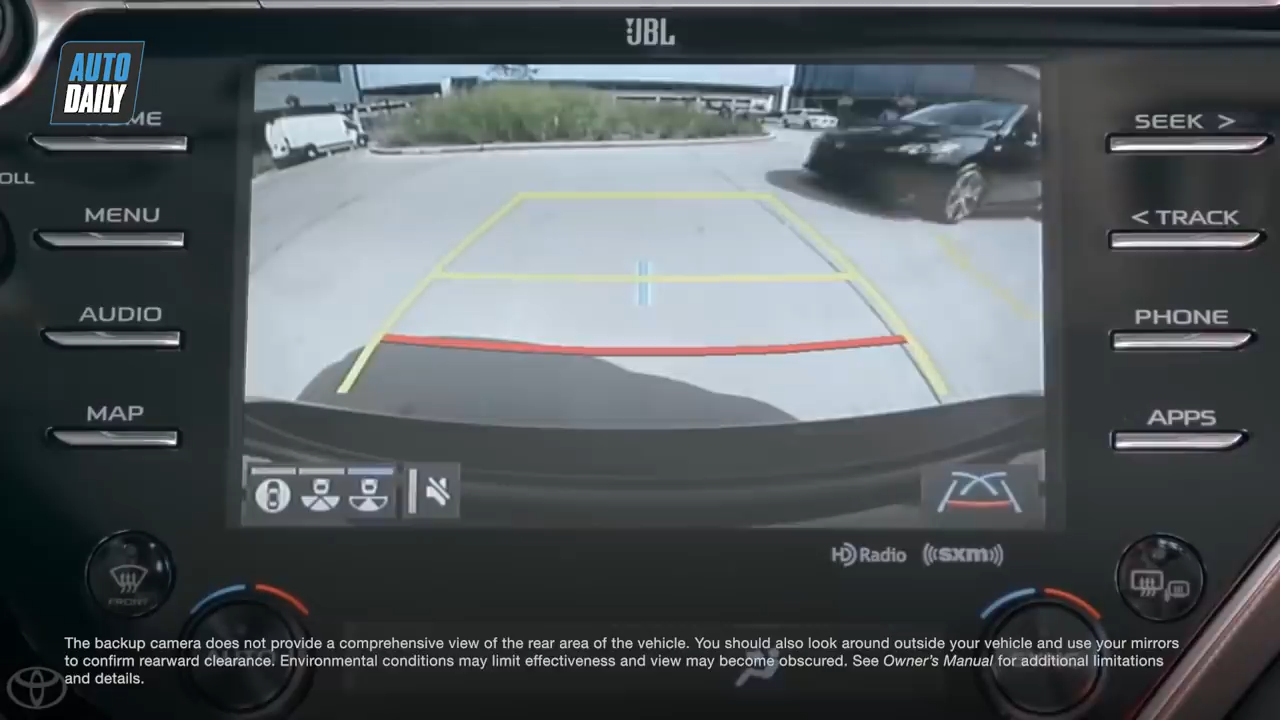 JBL
AUTO
DAILY
OME
OLL
MENU
AUDIO
MAP
SEEK >
< TRACK
PHONE
APPS
HD Radio
((sxm))
FRONT
The backup camera does not provide a comprehensive view of the rear area of the vehicle. You should also look around outside your vehicle and use your mirrors
to confirm rearward clearance. Environmental conditions may limit effectiveness and view may become obscured. See Owner's Manual for additional limitations
and details.